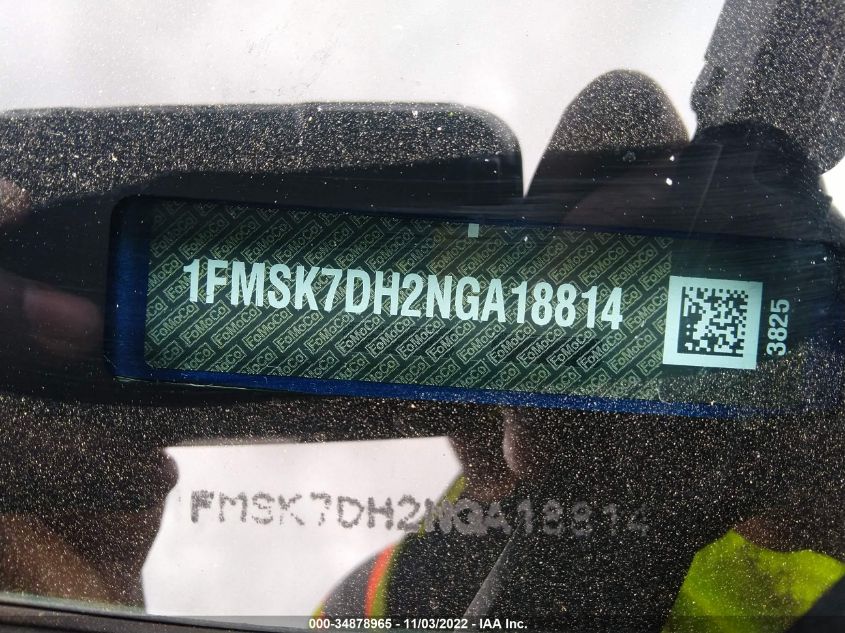 1FMSK7DH2NGA18814
3825
FMSK7DH2NGA18814
000-34878965 - 11/03/2022 - IAA Inc.